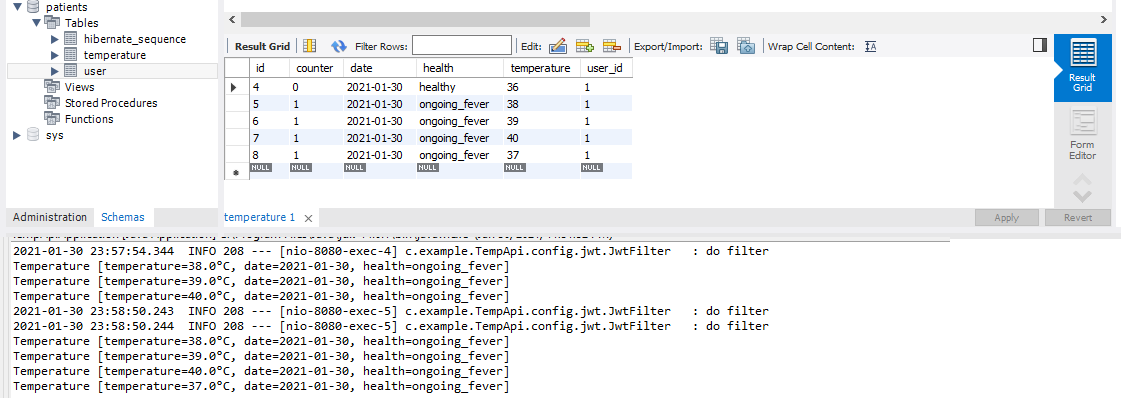 patients
Tables
hibernate_sequence
temperature
user
Views
Stored Procedures
Functions
sys
Administration Schemas
Result Grid Filter Rows: Edit: Export/Import: Wrap Cell Content:
id counter date health temperature user_id
4 0 2021-01-30 healthy 36 1
5 1 2021-01-30 ongoing_fever 38 1
6 1 2021-01-30 ongoing_fever 39 1
7 1 2021-01-30 ongoing_fever 40 1
8 1 2021-01-30 ongoing_fever 37 1
NULL NULL NULL NULL NULL NULL
Result
Grid
Form
Editor
temperature 1
Apply Revert
2021-01-30 23:57:54.344 INFO 208 --- [nio-8080-exec-4] c.example.TempApi.config.jwt.JwtFilter : do filter
Temperature [temperature=38.0°C, date=2021-01-30, health=ongoing_fever]
Temperature [temperature=39.0°C, date=2021-01-30, health=ongoing_fever]
Temperature [temperature=40.0°C, date=2021-01-30, health=ongoing_fever]
2021-01-30 23:58:50.243 INFO 208 --- [nio-8080-exec-5] c.example.TempApi.config.jwt.JwtFilter : do filter
2021-01-30 23:58:50.244 INFO 208 --- [nio-8080-exec-5] c.example.TempApi.config.jwt.JwtFilter : do filter
Temperature [temperature=38.0°C, date=2021-01-30, health=ongoing_fever]
Temperature [temperature=39.0°C, date=2021-01-30, health=ongoing_fever]
Temperature [temperature=40.0°C, date=2021-01-30, health=ongoing_fever]
Temperature [temperature=37.0°C, date=2021-01-30, health=ongoing_fever]